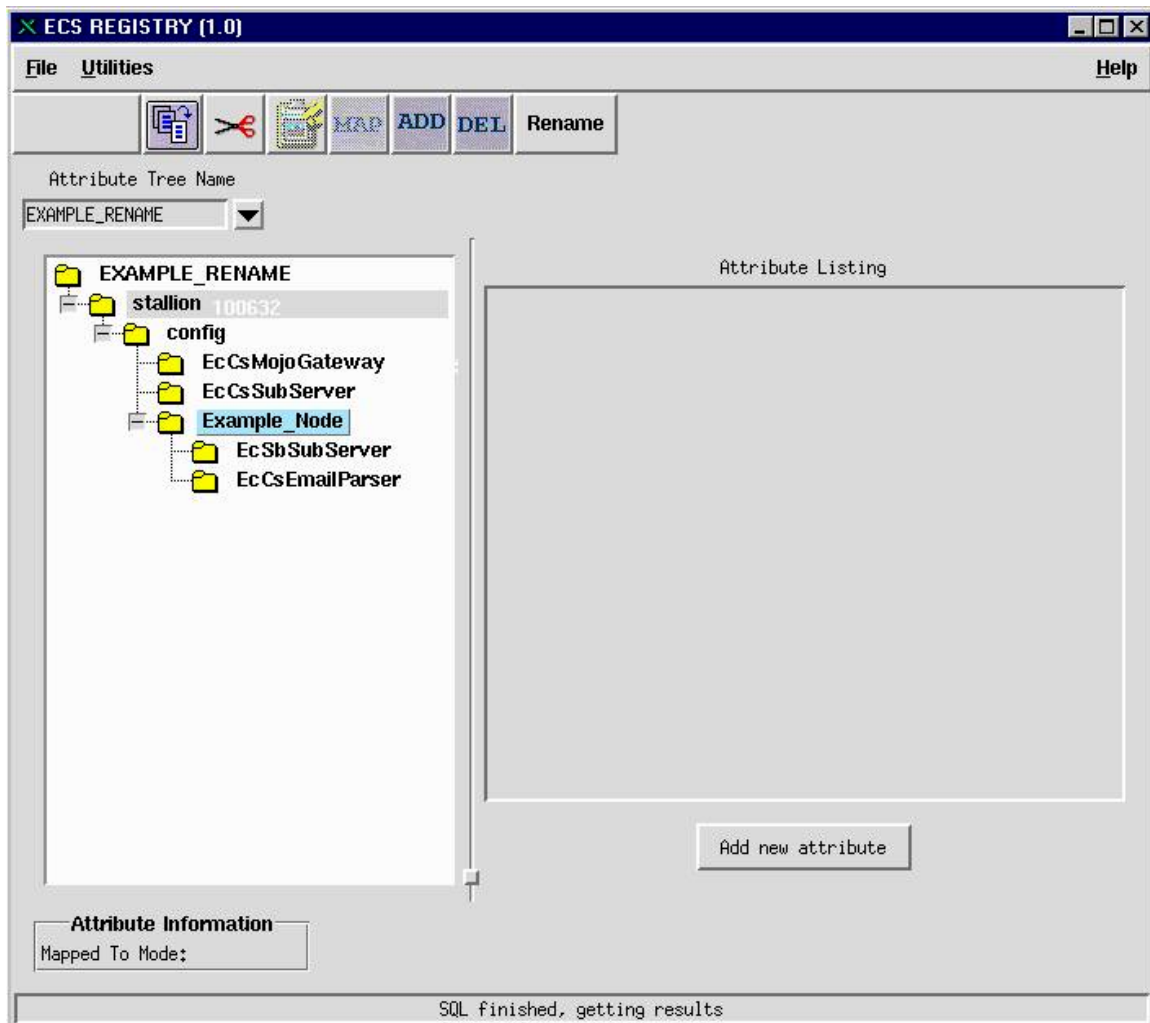 ECS REGISTRY (1.0)
File Utilities Help
MAP ADD DEL Rename
Attribute Tree Name
EXAMPLE_RENAME
EXAMPLE_RENAME
stallion 100632
config
EcCsMojoGateway
EcCsSubServer
Example_Node
EcSbSubServer
EcCsEmailParser
Attribute Listing
Add new attribute
Attribute Information
Mapped To Mode:
SQL finished, getting results